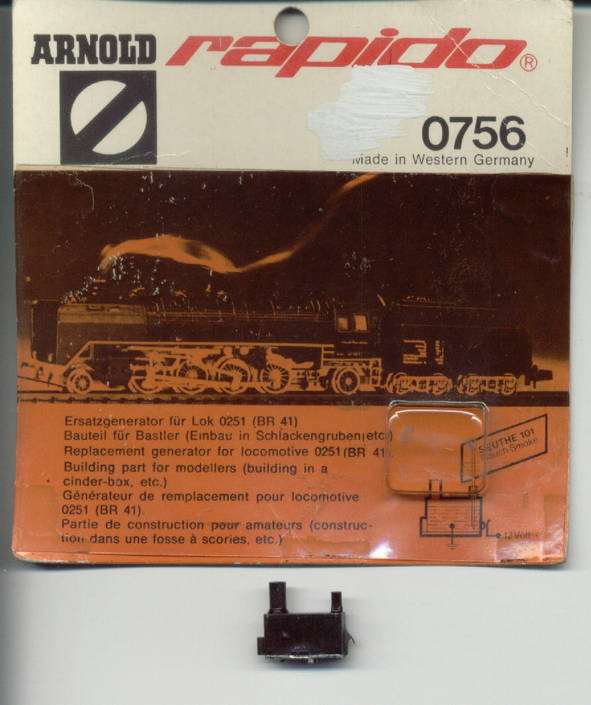 ARNOLD rapido®
0756
Made in Western Germany
Ersatzgenerator für Lok 0251 (BR 41)
Bauteil für Bastler (Einbau in Schlackengruben etc.)
Replacement generator for locomotive 0251 (BR 41)
Building part for modellers (building in a
cinder-box, etc.)
Générateur de remplacement pour locomotive
0251 (BR 41)
Partie de construction pour amateurs (construc-
tion dans une fosse à scories, etc.)
SEUTHE 101
Rauch-Smoke
12 Volt